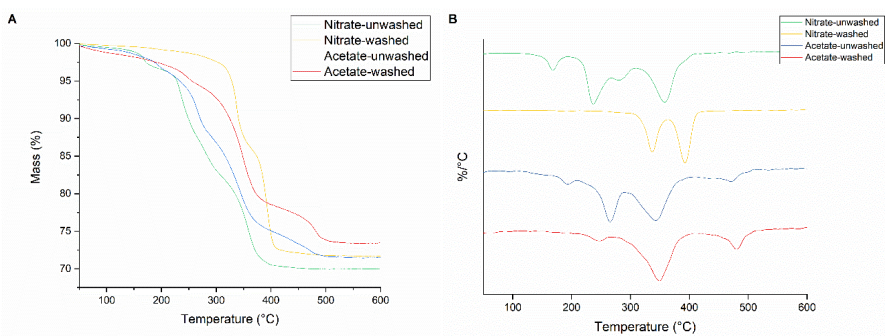 A
Nitrate-unwashed
Nitrate-washed
Acetate-unwashed
Acetate-washed
100
95
90
85
80
75
70
Mass (%)
100
200
300
400
500
600
Temperature (°C)
B
Nitrate-unwashed
Nitrate-washed
Acetate-unwashed
Acetate-washed
%/°C
100
200
300
400
500
600
Temperature (°C)